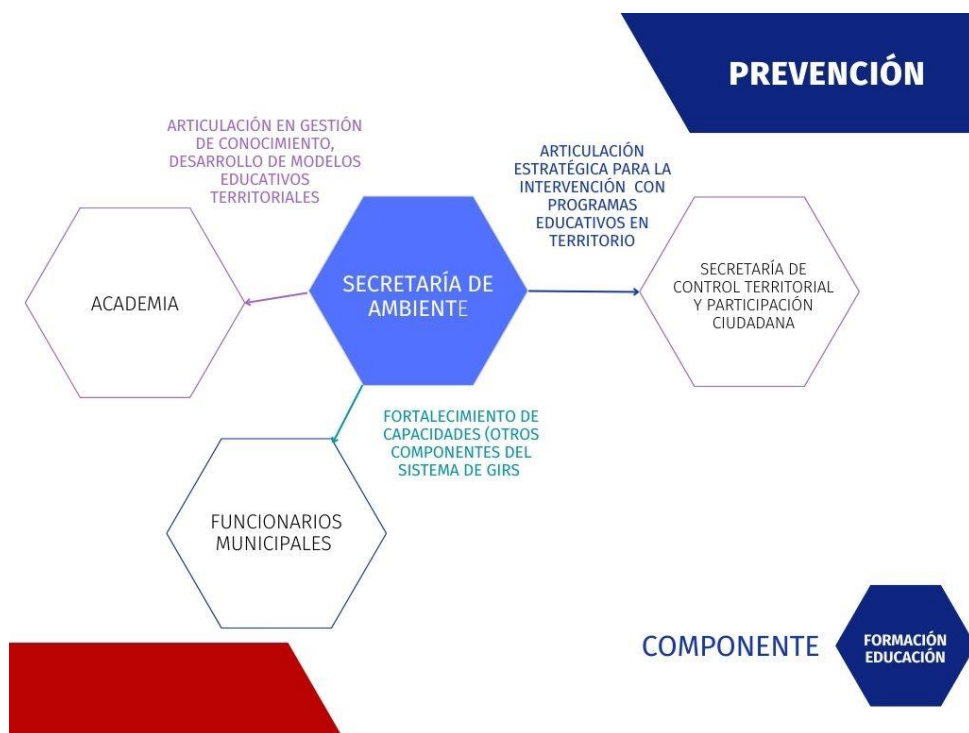 PREVENCIÓN
ARTICULACIÓN EN GESTIÓN
DE CONOCIMIENTO,
DESARROLLO DE MODELOS
EDUCATIVOS
TERRITORIALES
ARTICULACIÓN
ESTRATÉGICA PARA LA
INTERVENCIÓN CON
PROGRAMAS
EDUCATIVOS EN
TERRITORIO
ACADEMIA
SECRETARÍA DE
AMBIENTE
SECRETARÍA DE
CONTROL TERRITORIAL
Y PARTICIPACIÓN
CIUDADANA
FORTALECIMIENTO DE
CAPACIDADES (OTROS
COMPONENTES DEL
SISTEMA DE GIRS
FUNCIONARIOS
MUNICIPALES
COMPONENTE
FORMACIÓN
EDUCACIÓN